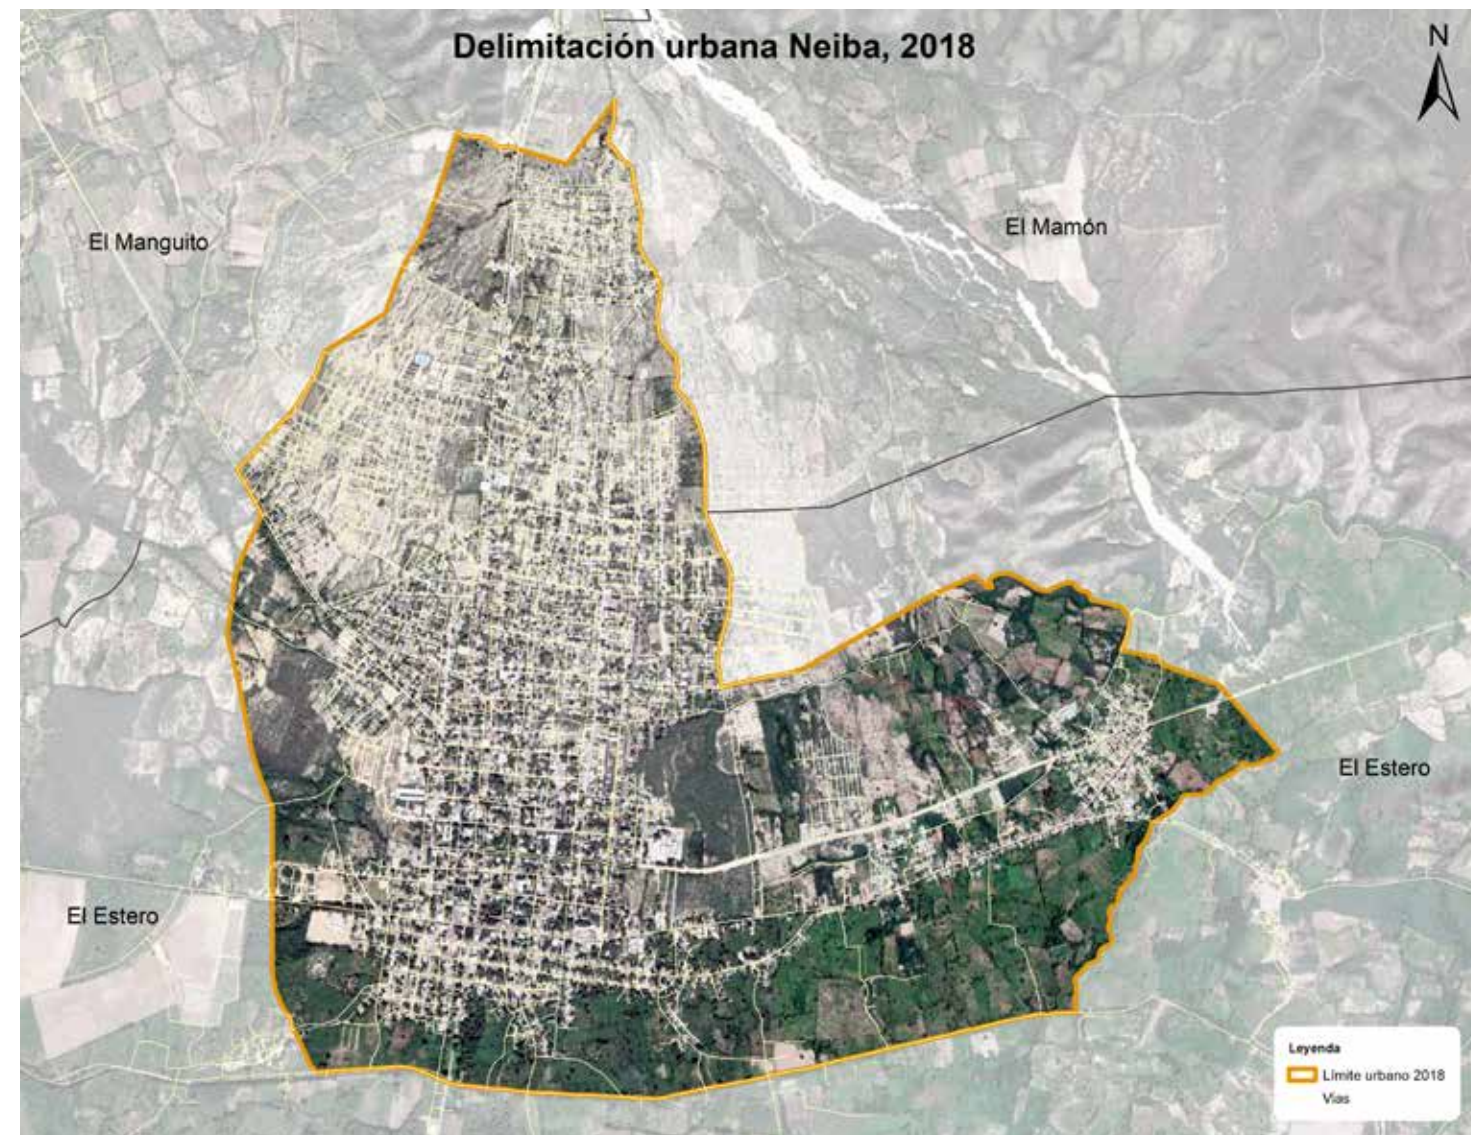 Delimitación urbana Neiba, 2018
N
El Manguito
El Mamón
El Estero
El Estero
Leyenda
Límite urbano 2018
Vías